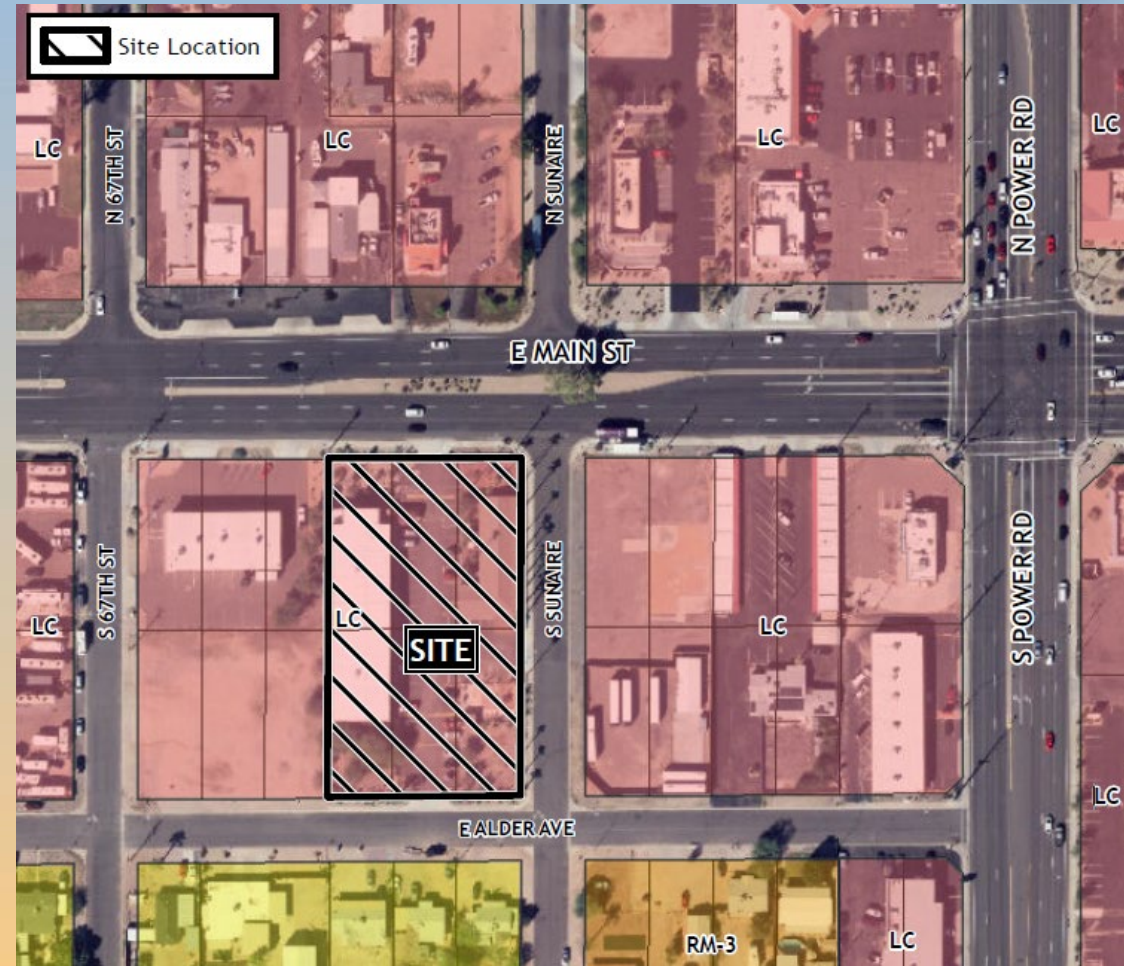 Site Location
LC
N 67TH ST
LC
N SUNAIRE
LC
N POWER RD
LC
E MAIN ST
LC
S 67TH ST
LC
SITE
S SUNAIRE
LC
S POWER RD
LC
E ALDER AVE
RM-3
LC